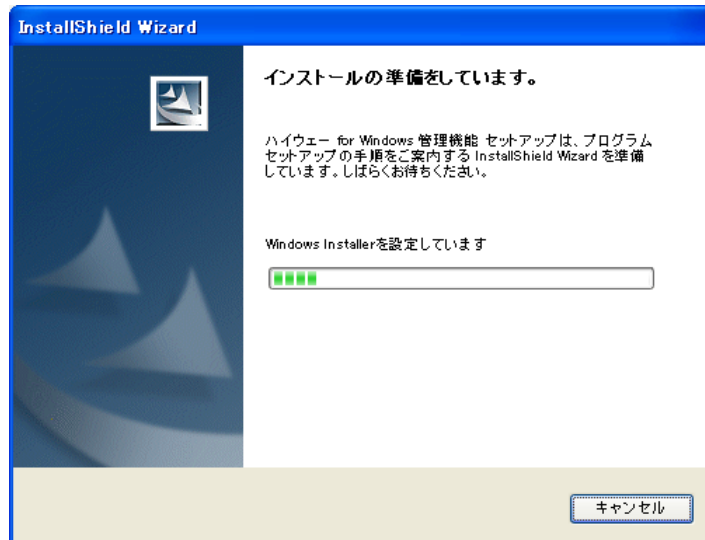 InstallShield Wizard
インストールの準備をしています。
ハイウェー for Windows 管理機能 セットアップは、プログラム
セットアップの手順をご案内する InstallShield Wizard を準備
しています。しばらくお待ちください。
Windows Installerを設定しています
キャンセル